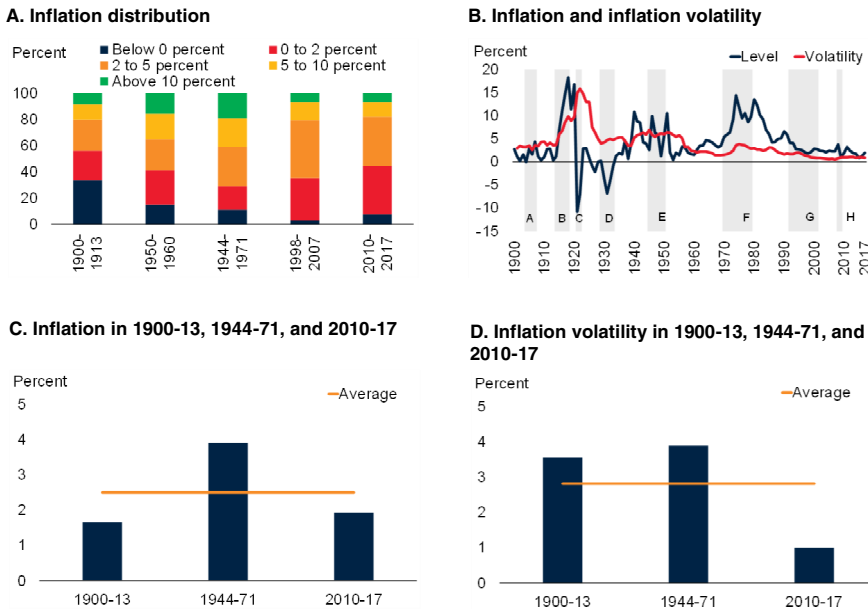 A. Inflation distribution
Percent
Below 0 percent
0 to 2 percent
2 to 5 percent
5 to 10 percent
Above 10 percent
100
80
60
40
20
0
1900-
1913
1950-
1960
1944-
1971
1998-
2007
2010-
2017
B. Inflation and inflation volatility
Percent
Level
Volatility
20
15
10
5
0
-5
-10
-15
A B C D E F G H
1900
1910
1920
1930
1940
1950
1960
1970
1980
1990
2000
2010
2017
C. Inflation in 1900-13, 1944-71, and 2010-17
Percent
Average
5
4
3
2
1
0
1900-13 1944-71 2010-17
D. Inflation volatility in 1900-13, 1944-71, and
2010-17
Percent
Average
5
4
3
2
1
0
1900-13 1944-71 2010-17